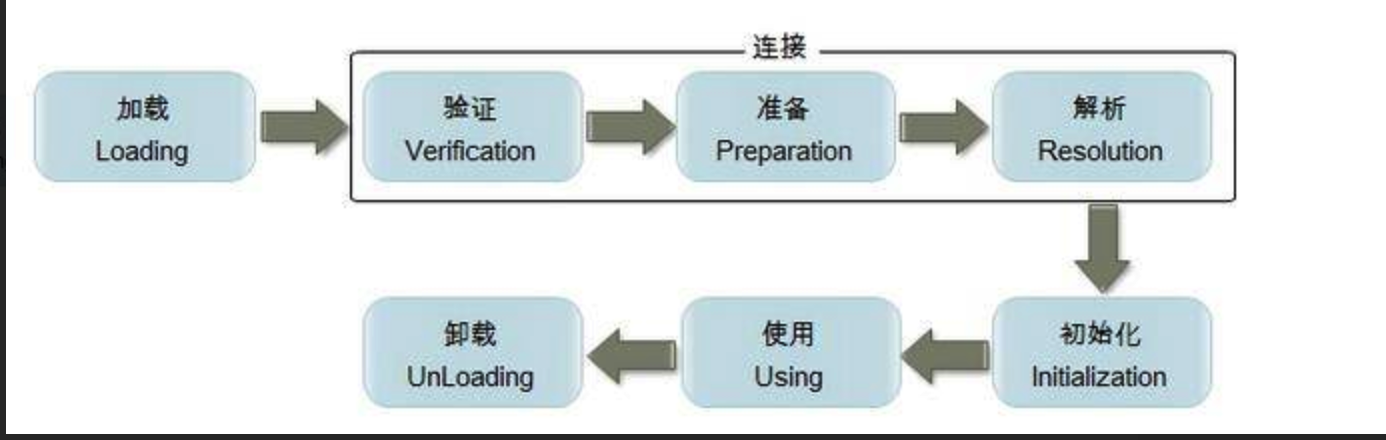 连接
加载
Loading
验证
Verification
准备
Preparation
解析
Resolution
初始化
Initialization
使用
Using
卸载
UnLoading